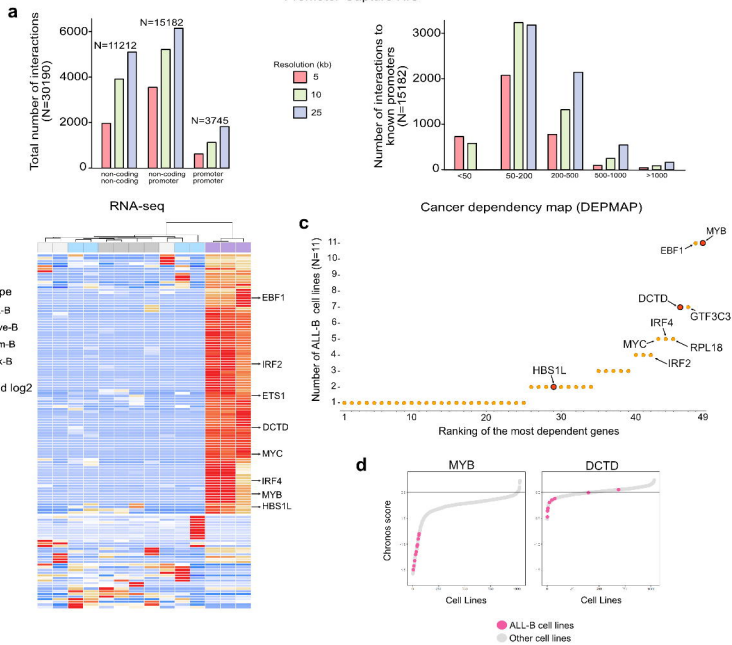 a
Total number of interactions
(N=30190)
6000
4000
2000
0
N=11212
N=15182
N=3745
non-coding
non-coding
non-coding
promoter
promoter
promoter
Resolution (kb)
5
10
25
Number of interactions to
known promoters
(N=15182)
3000
1000
0
<50
50-200
200-500
500-1000
>1000
RNA-seq
EBF1
IRF2
ETS1
DCTD
MYC
IRF4
MYB
HBS1L
c
Cancer dependency map (DEPMAP)
Number of ALL-B cell lines (N=11)
11
10
9
8
7
6
5
4
3
2
1
MYB
EBF1
DCTD
GTF3C3
IRF4
MYC
RPL18
IRF2
HBS1L
1
10
20
30
40
49
Ranking of the most dependent genes
d
MYB
DCTD
Chronos score
Cell Lines
Cell Lines
ALL-B cell lines
Other cell lines